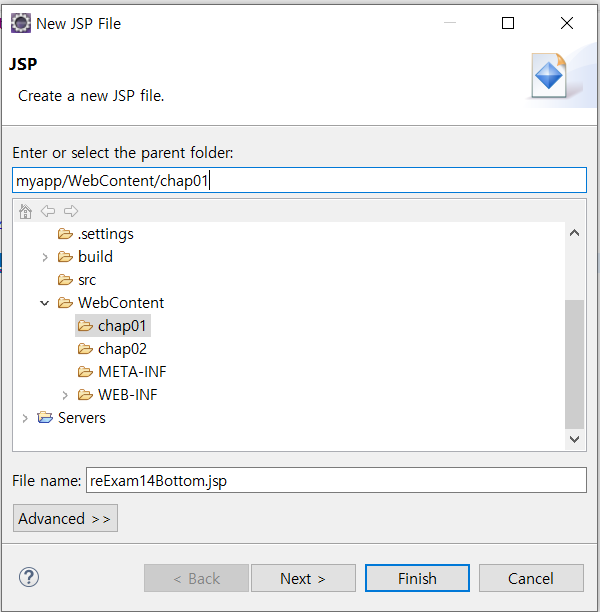 New JSP File
JSP
Create a new JSP file.
Enter or select the parent folder:
myapp/WebContent/chap01
.settings
build
src
WebContent
chap01
chap02
META-INF
WEB-INF
Servers
File name: reExam14Bottom.jsp
Advanced >>
? < Back Next > Finish Cancel